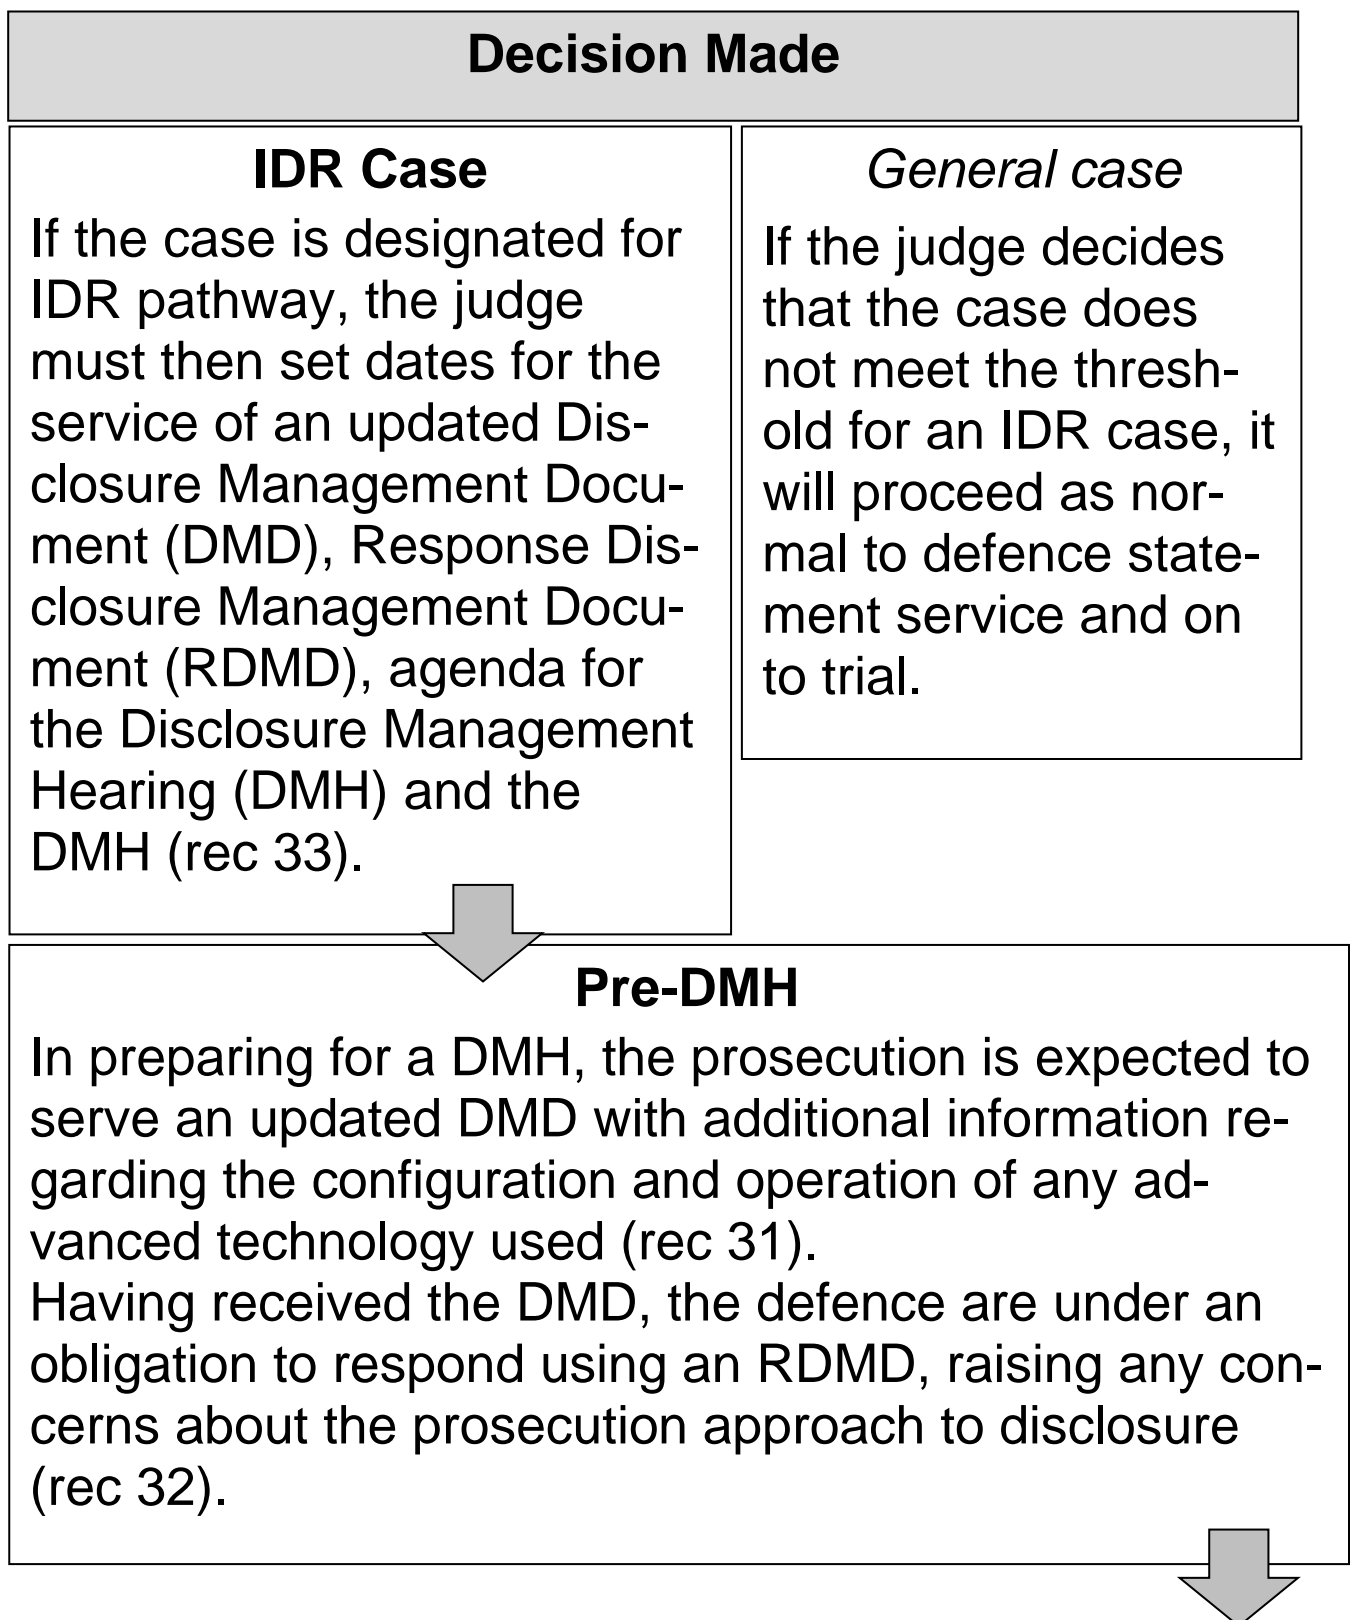 Decision Made
IDR Case
If the case is designated for
IDR pathway, the judge
must then set dates for the
service of an updated Dis-
closure Management Docu-
ment (DMD), Response Dis-
closure Management Docu-
ment (RDMD), agenda for
the Disclosure Management
Hearing (DMH) and the
DMH (rec 33).
General case
If the judge decides
that the case does
not meet the thresh-
old for an IDR case, it
will proceed as nor-
mal to defence state-
ment service and on
to trial.
Pre-DMH
In preparing for a DMH, the prosecution is expected to
serve an updated DMD with additional information re-
garding the configuration and operation of any ad-
vanced technology used (rec 31).
Having received the DMD, the defence are under an
obligation to respond using an RDMD, raising any con-
cerns about the prosecution approach to disclosure
(rec 32).